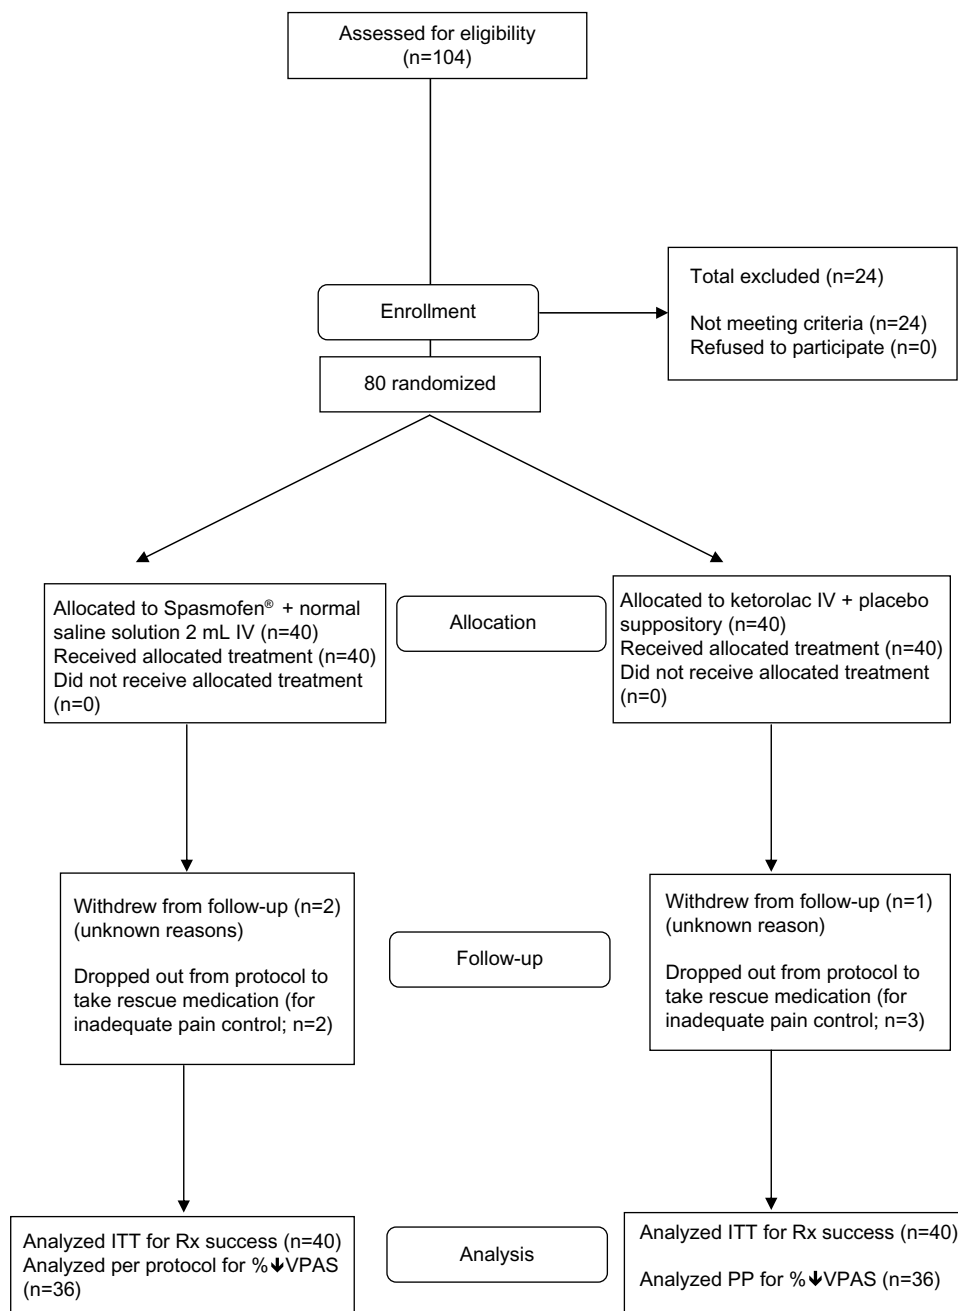 Assessed for eligibility
(n=104)
Total excluded (n=24)
Not meeting criteria (n=24)
Refused to participate (n=0)
Enrollment
80 randomized
Allocated to Spasmofen® + normal
saline solution 2 mL IV (n=40)
Received allocated treatment (n=40)
Did not receive allocated treatment
(n=0)
Allocation
Allocated to ketorolac IV + placebo
suppository (n=40)
Received allocated treatment (n=40)
Did not receive allocated treatment
(n=0)
Withdrew from follow-up (n=2)
(unknown reasons)
Dropped out from protocol to
take rescue medication (for
inadequate pain control; n=2)
Follow-up
Withdrew from follow-up (n=1)
(unknown reason)
Dropped out from protocol to
take rescue medication (for
inadequate pain control; n=3)
Analyzed ITT for Rx success (n=40)
Analyzed per protocol for %↓VPAS
(n=36)
Analysis
Analyzed ITT for Rx success (n=40)
Analyzed PP for %↓VPAS (n=36)